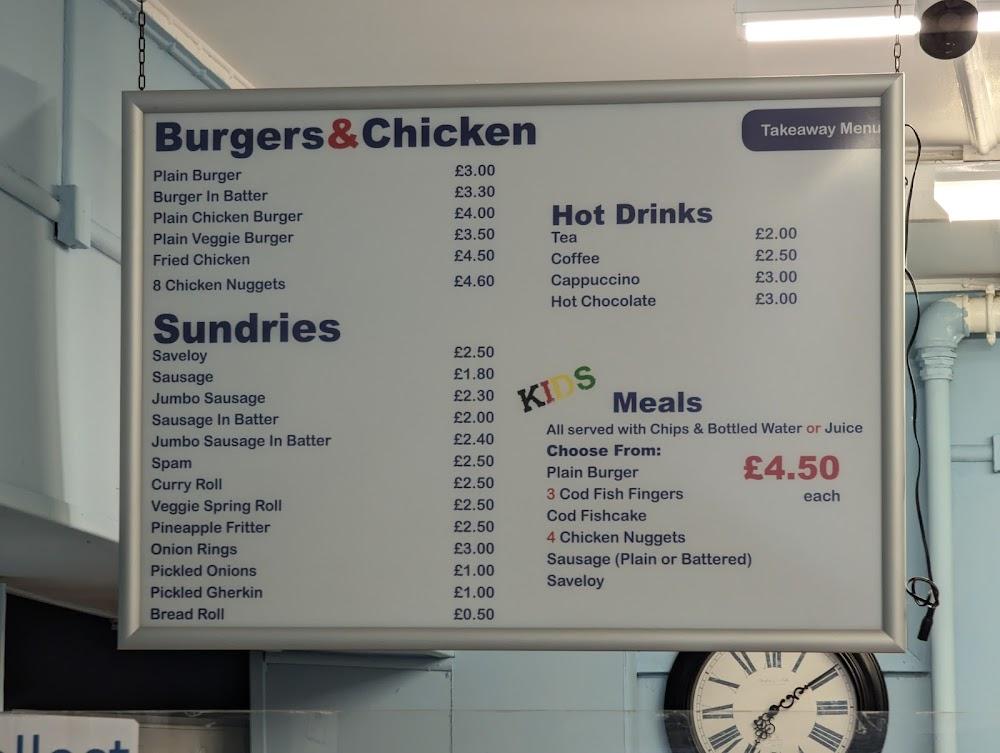 Burgers&Chicken
Plain Burger £3.00
Burger In Batter £3.30
Plain Chicken Burger £4.00
Plain Veggie Burger £3.50
Fried Chicken £4.50
8 Chicken Nuggets £4.60
Sundries
Saveloy £2.50
Sausage £1.80
Jumbo Sausage £2.30
Sausage In Batter £2.00
Jumbo Sausage In Batter £2.40
Spam £2.50
Curry Roll £2.50
Veggie Spring Roll £2.50
Pineapple Fritter £2.50
Onion Rings £3.00
Pickled Onions £1.00
Pickled Gherkin £1.00
Bread Roll £0.50
Takeaway Menu
Hot Drinks
Tea £2.00
Coffee £2.50
Cappuccino £3.00
Hot Chocolate £3.00
KIDS Meals
All served with Chips & Bottled Water or Juice
Choose From:
Plain Burger
3 Cod Fish Fingers
Cod Fishcake
4 Chicken Nuggets
Sausage (Plain or Battered)
Saveloy
£4.50
each